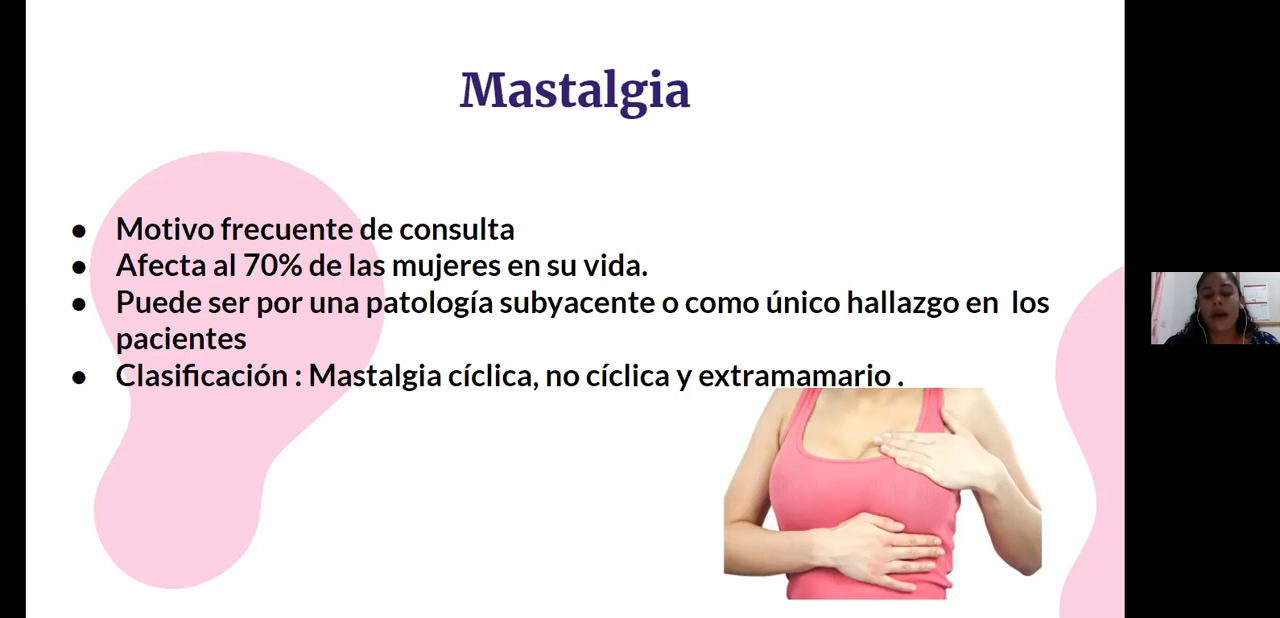 Mastalgia
● Motivo frecuente de consulta
● Afecta al 70% de las mujeres en su vida.
● Puede ser por una patología subyacente o como único hallazgo en los
pacientes
● Clasificación : Mastalgia cíclica, no cíclica y extramamario .